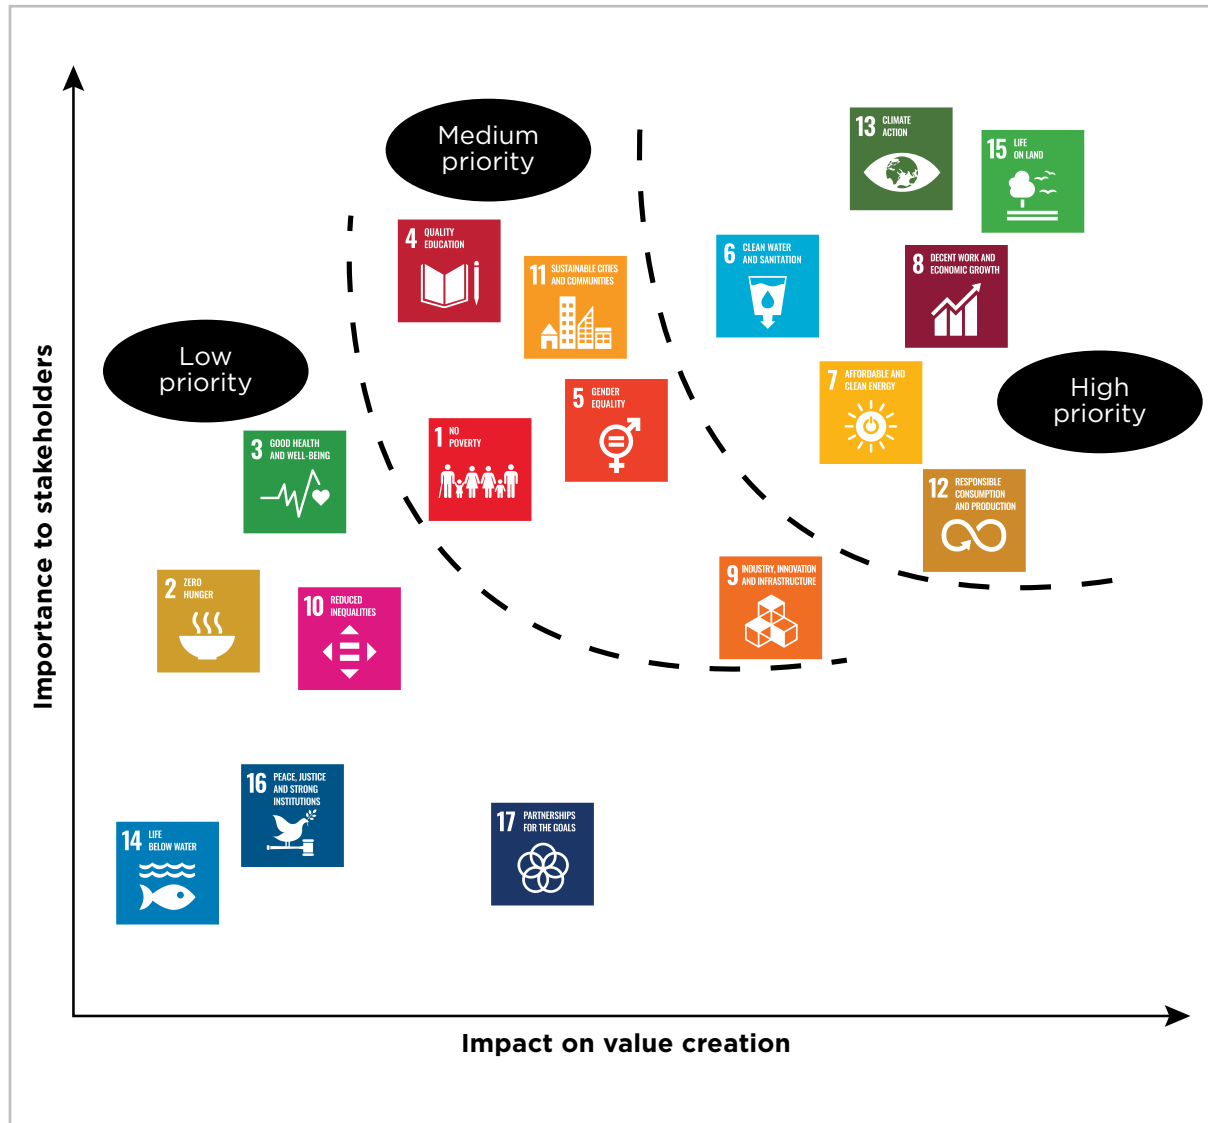 Importance to stakeholders
Medium
priority
13 CLIMATE
ACTION
15 LIFE
ON LAND
4 QUALITY
EDUCATION
6 CLEAN WATER
AND SANITATION
8 DECENT WORK AND
ECONOMIC GROWTH
11 SUSTAINABLE CITIES
AND COMMUNITIES
Low
priority
7 AFFORDABLE AND
CLEAN ENERGY
High
priority
5 GENDER
EQUALITY
1 NO
POVERTY
3 GOOD HEALTH
AND WELL-BEING
12 RESPONSIBLE
CONSUMPTION
AND PRODUCTION
9 INDUSTRY, INNOVATION
AND INFRASTRUCTURE
2 ZERO
HUNGER
10 REDUCED
INEQUALITIES
16 PEACE, JUSTICE
AND STRONG
INSTITUTIONS
17 PARTNERSHIPS
FOR THE GOALS
14 LIFE
BELOW WATER
Impact on value creation